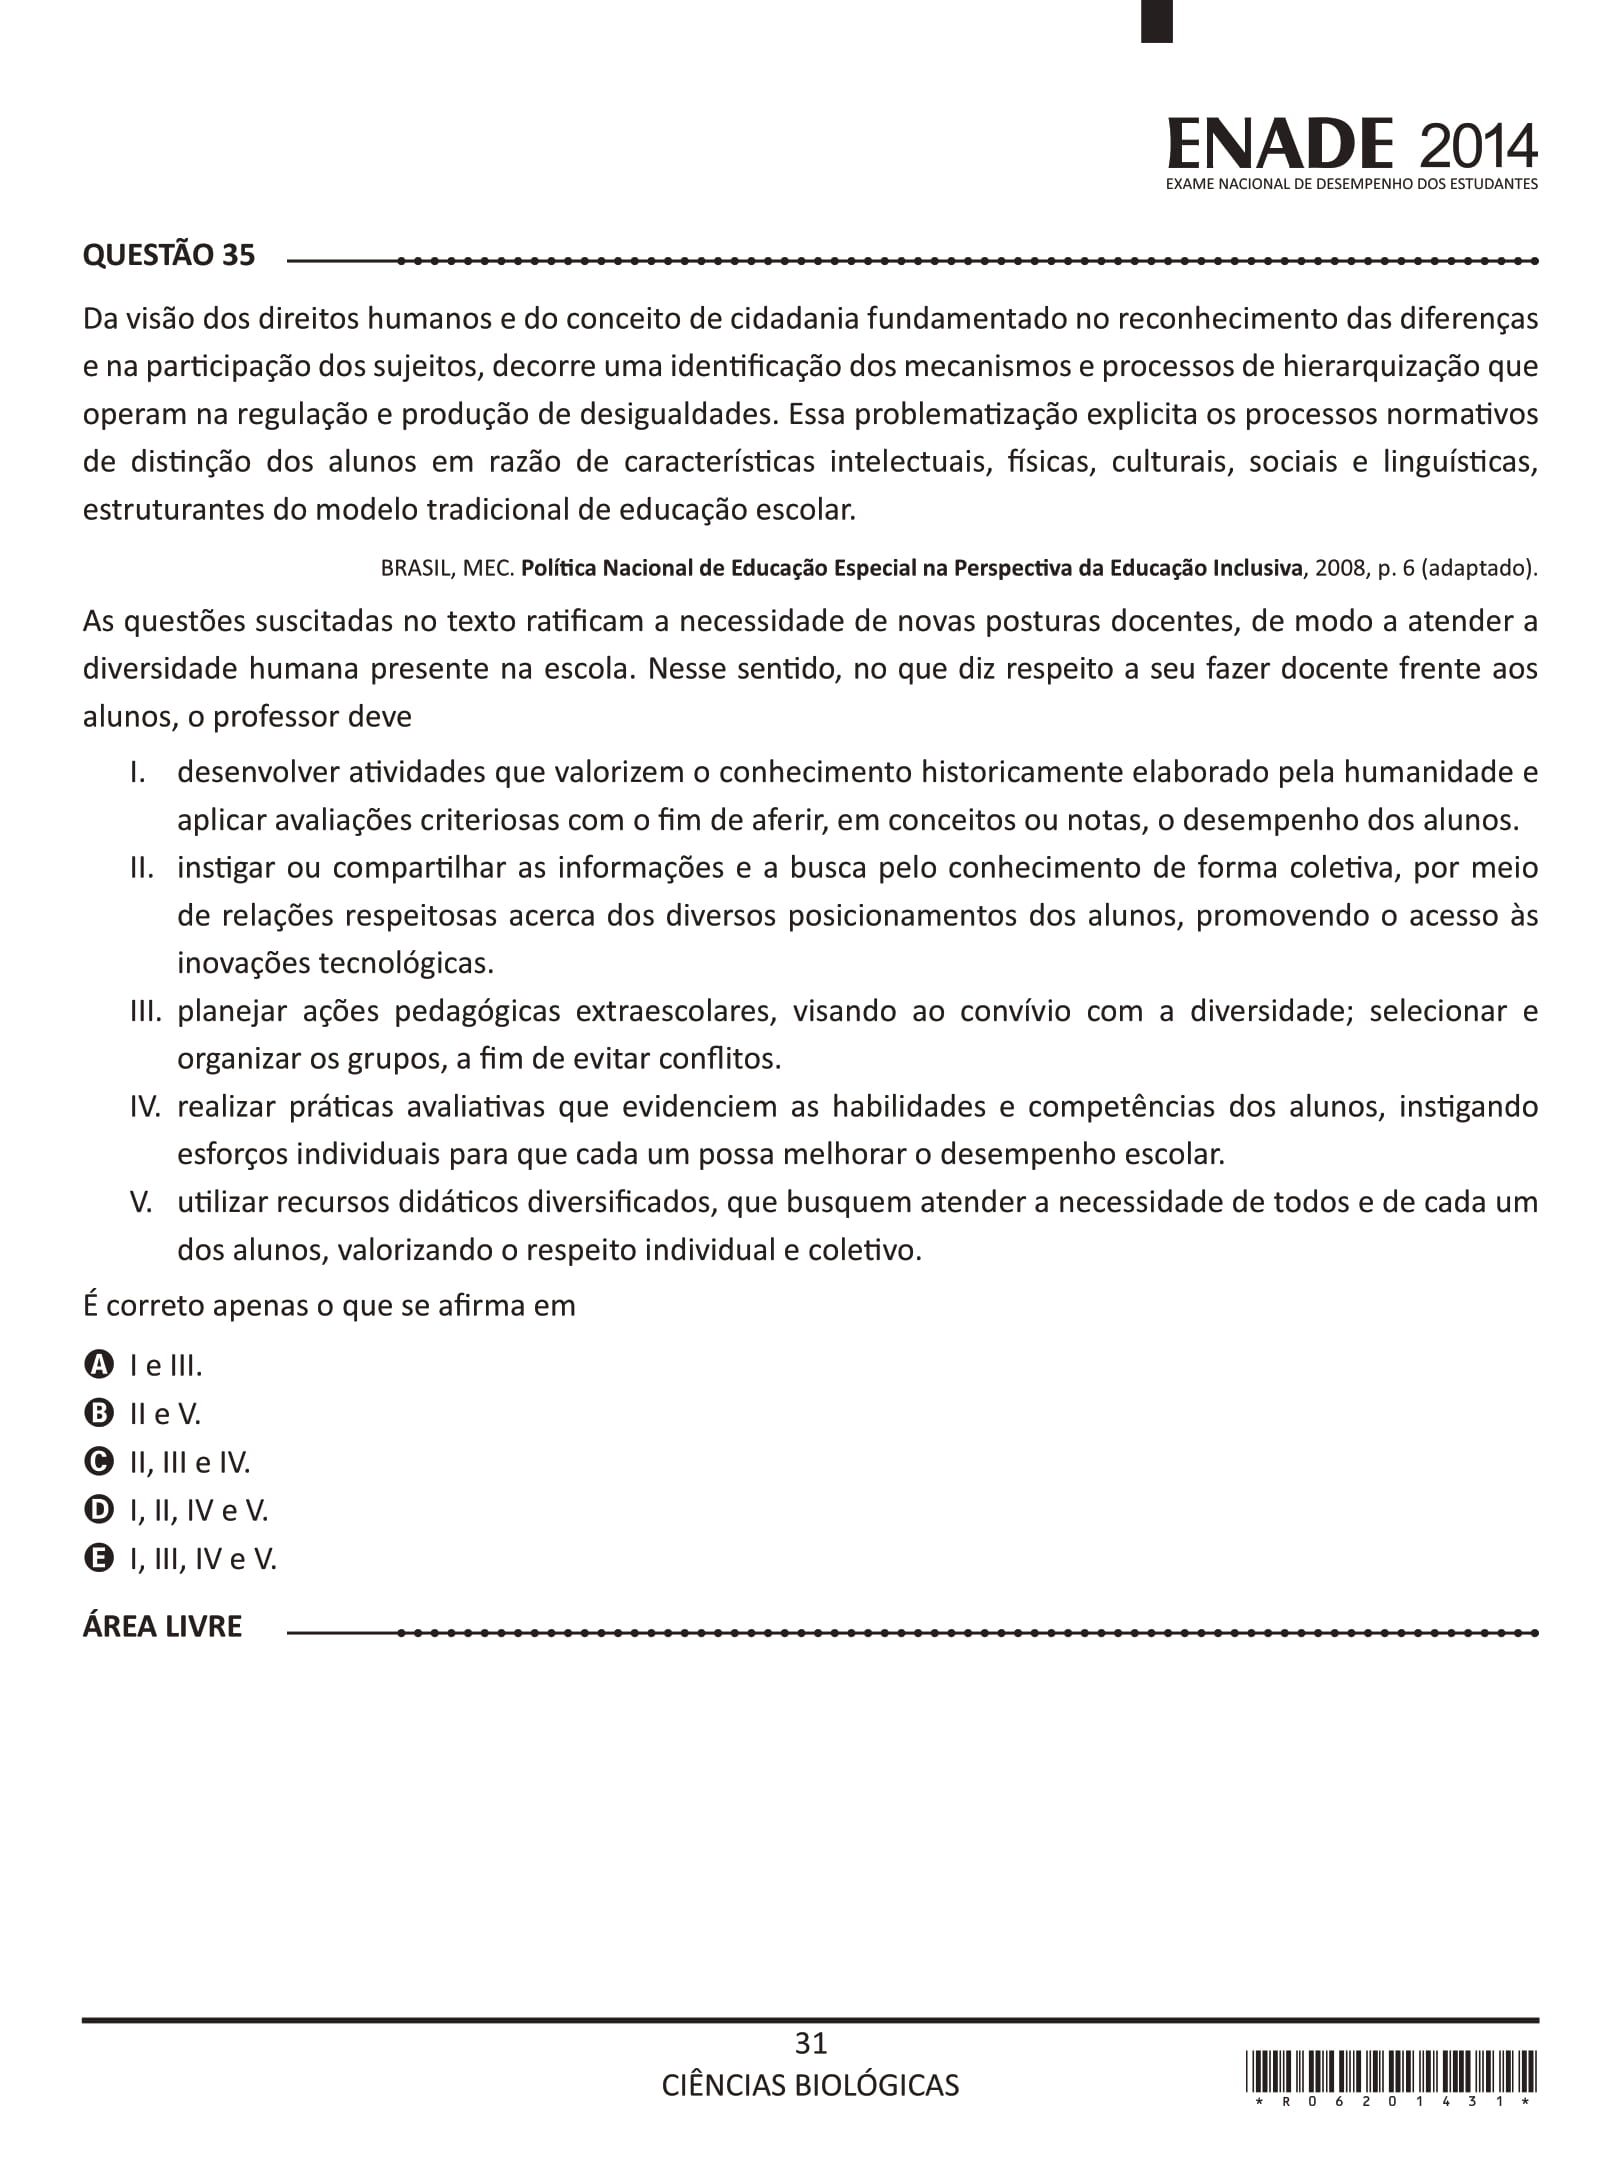 ENADE 2014
EXAME NACIONAL DE DESEMPENHO DOS ESTUDANTES
QUESTÃO 35
Da visão dos direitos humanos e do conceito de cidadania fundamentado no reconhecimento das diferenças
e na participação dos sujeitos, decorre uma identificação dos mecanismos e processos de hierarquização que
operam na regulação e produção de desigualdades. Essa problematização explicita os processos normativos
de distinção dos alunos em razão de características intelectuais, físicas, culturais, sociais e linguísticas,
estruturantes do modelo tradicional de educação escolar.
BRASIL, MEC. Política Nacional de Educação Especial na Perspectiva da Educação Inclusiva, 2008, p. 6 (adaptado).
As questões suscitadas no texto ratificam a necessidade de novas posturas docentes, de modo a atender a
diversidade humana presente na escola. Nesse sentido, no que diz respeito a seu fazer docente frente aos
alunos, o professor deve
I. desenvolver atividades que valorizem o conhecimento historicamente elaborado pela humanidade e
aplicar avaliações criteriosas com o fim de aferir, em conceitos ou notas, o desempenho dos alunos.
II. instigar ou compartilhar as informações e a busca pelo conhecimento de forma coletiva, por meio
de relações respeitosas acerca dos diversos posicionamentos dos alunos, promovendo o acesso às
inovações tecnológicas.
III. planejar ações pedagógicas extraescolares, visando ao convívio com a diversidade; selecionar e
organizar os grupos, a fim de evitar conflitos.
IV. realizar práticas avaliativas que evidenciem as habilidades e competências dos alunos, instigando
esforços individuais para que cada um possa melhorar o desempenho escolar.
V. utilizar recursos didáticos diversificados, que busquem atender a necessidade de todos e de cada um
dos alunos, valorizando o respeito individual e coletivo.
É correto apenas o que se afirma em
A I e III.
B II e V.
C II, III e IV.
D I, II, IV e V.
E I, III, IV e V.
ÁREA LIVRE
31
CIÊNCIAS BIOLÓGICAS
*R06201431*